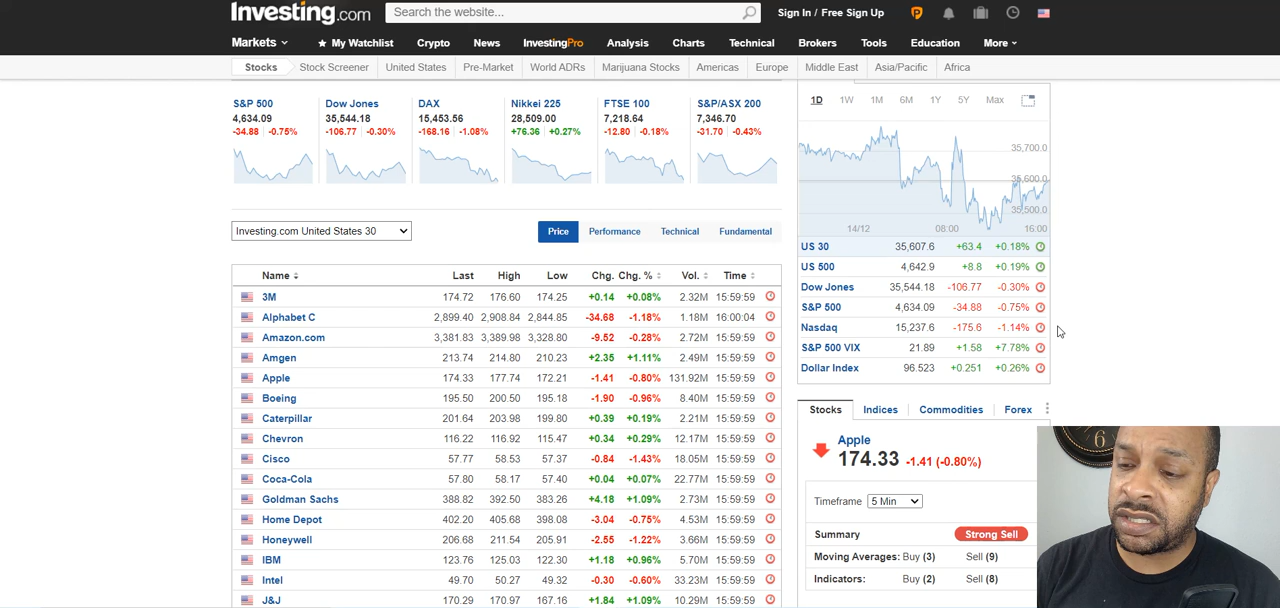 Investing.com
Search the website...
Sign In / Free Sign Up
Markets
★ My Watchlist Crypto News InvestingPro Analysis Charts Technical Brokers Tools Education More
Stocks Stock Screener United States Pre-Market World ADRs Marijuana Stocks Americas Europe Middle East Asia/Pacific Africa
S&P 500 Dow Jones DAX Nikkei 225 FTSE 100 S&P/ASX 200
4,634.09 35,544.18 15,453.56 28,509.00 7,218.64 7,346.70
-34.88 -0.75% -106.77 -0.30% -168.16 -1.08% +76.36 +0.27% -12.80 -0.18% -31.70 -0.43%
Investing.com United States 30
Price Performance Technical Fundamental
Name Last High Low Chg. Chg. % Vol. Time
3M 174.72 176.60 174.25 +0.14 +0.08% 2.32M 15:59:59
Alphabet C 2,899.40 2,908.84 2,844.85 -34.68 -1.18% 1.18M 16:00:04
Amazon.com 3,381.83 3,389.98 3,328.80 -9.52 -0.28% 2.72M 15:59:59
Amgen 213.74 214.80 210.23 +2.35 +1.11% 2.49M 15:59:59
Apple 174.33 177.74 172.21 -1.41 -0.80% 131.92M 15:59:59
Boeing 195.50 200.50 195.18 -1.90 -0.96% 8.40M 15:59:59
Caterpillar 201.64 203.98 199.80 +0.39 +0.19% 2.21M 15:59:59
Chevron 116.22 116.92 115.47 +0.34 +0.29% 12.17M 15:59:59
Cisco 57.77 58.53 57.37 -0.84 -1.43% 18.05M 15:59:59
Coca-Cola 57.80 58.17 57.40 +0.04 +0.07% 22.77M 15:59:59
Goldman Sachs 388.82 392.50 383.26 +4.18 +1.09% 2.73M 15:59:59
Home Depot 402.20 405.68 398.08 -3.04 -0.75% 4.53M 15:59:59
Honeywell 206.68 211.54 205.91 -2.55 -1.22% 3.66M 15:59:59
IBM 123.76 125.03 122.30 +1.18 +0.96% 5.70M 15:59:59
Intel 49.70 50.27 49.32 -0.30 -0.60% 33.23M 15:59:59
J&J 170.29 170.97 167.16 +1.84 +1.09% 10.29M 15:59:59
1D 1W 1M 6M 1Y 5Y Max
35,700.0
35,600.0
35,500.0
14/12 08:00 16:00
US 30 35,607.6 +63.4 +0.18%
US 500 4,642.9 +8.8 +0.19%
Dow Jones 35,544.18 -106.77 -0.30%
S&P 500 4,634.09 -34.88 -0.75%
Nasdaq 15,237.6 -175.6 -1.14%
S&P 500 VIX 21.89 +1.58 +7.78%
Dollar Index 96.523 +0.251 +0.26%
Stocks Indices Commodities Forex
Apple
174.33 -1.41 (-0.80%)
Timeframe 5 Min
Summary Strong Sell
Moving Averages: Buy (3) Sell (9)
Indicators: Buy (2) Sell (8)
6